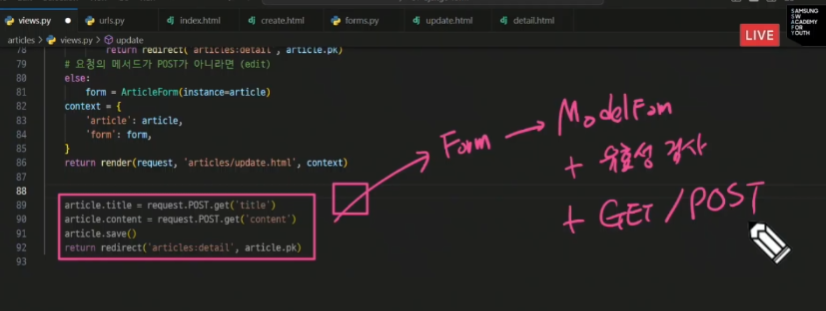 views.py
urls.py
index.html
create.html
forms.py
update.html
detail.html
articles > views.py > update
LIVE
SAMSUNG
SW
ACADEMY
FOR
YOUTH
78 return redirect('articles:detail', article.pk)
79 # 요청의 메서드가 POST가 아니라면 (edit)
80 else:
81 form = ArticleForm(instance=article)
82 context = {
83 'article': article,
84 'form': form,
85 }
86 return render(request, 'articles/update.html', context)
87
88
89 article.title = request.POST.get('title')
90 article.content = request.POST.get('content')
91 article.save()
92 return redirect('articles:detail', article.pk)
93
Form → ModelForm
+ 유효성 검사
+ GET / POST